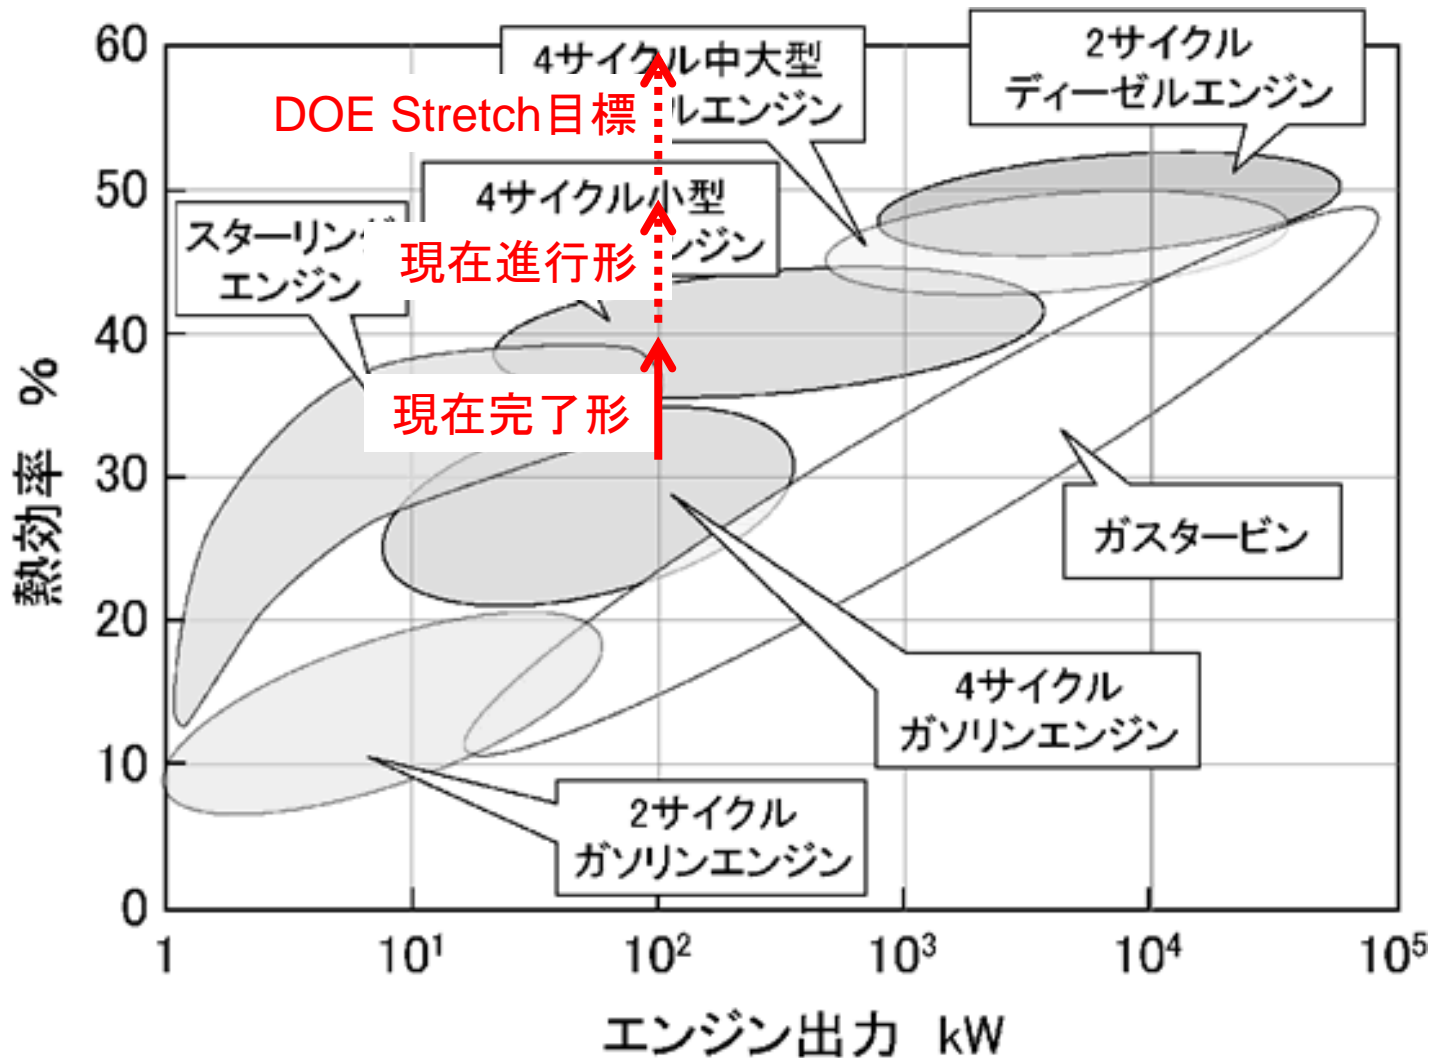 60
50
40
30
20
10
0
熱効率 %
1
10¹
10²
10³
10⁴
10⁵
エンジン出力 kW
4サイクル中大型
ルエンジン
2サイクル
ディーゼルエンジン
DOE Stretch目標
4サイクル小型
ンジン
現在進行形
スターリング
エンジン
現在完了形
ガスタービン
4サイクル
ガソリンエンジン
2サイクル
ガソリンエンジン